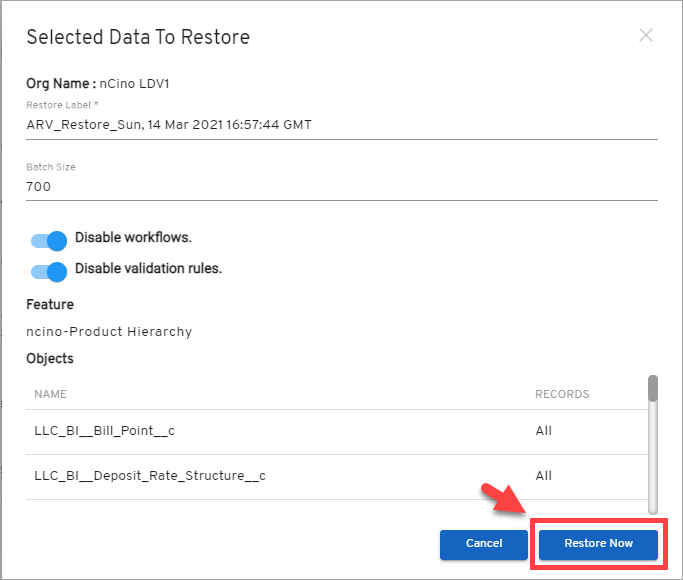 Selected Data To Restore
Org Name : nCino LDV1
Restore Label *
ARV_Restore_Sun, 14 Mar 2021 16:57:44 GMT
Batch Size
700
Disable workflows.
Disable validation rules.
Feature
ncino-Product Hierarchy
Objects
NAME RECORDS
LLC_BI__Bill_Point__c All
LLC_BI__Deposit_Rate_Structure__c All
Cancel Restore Now